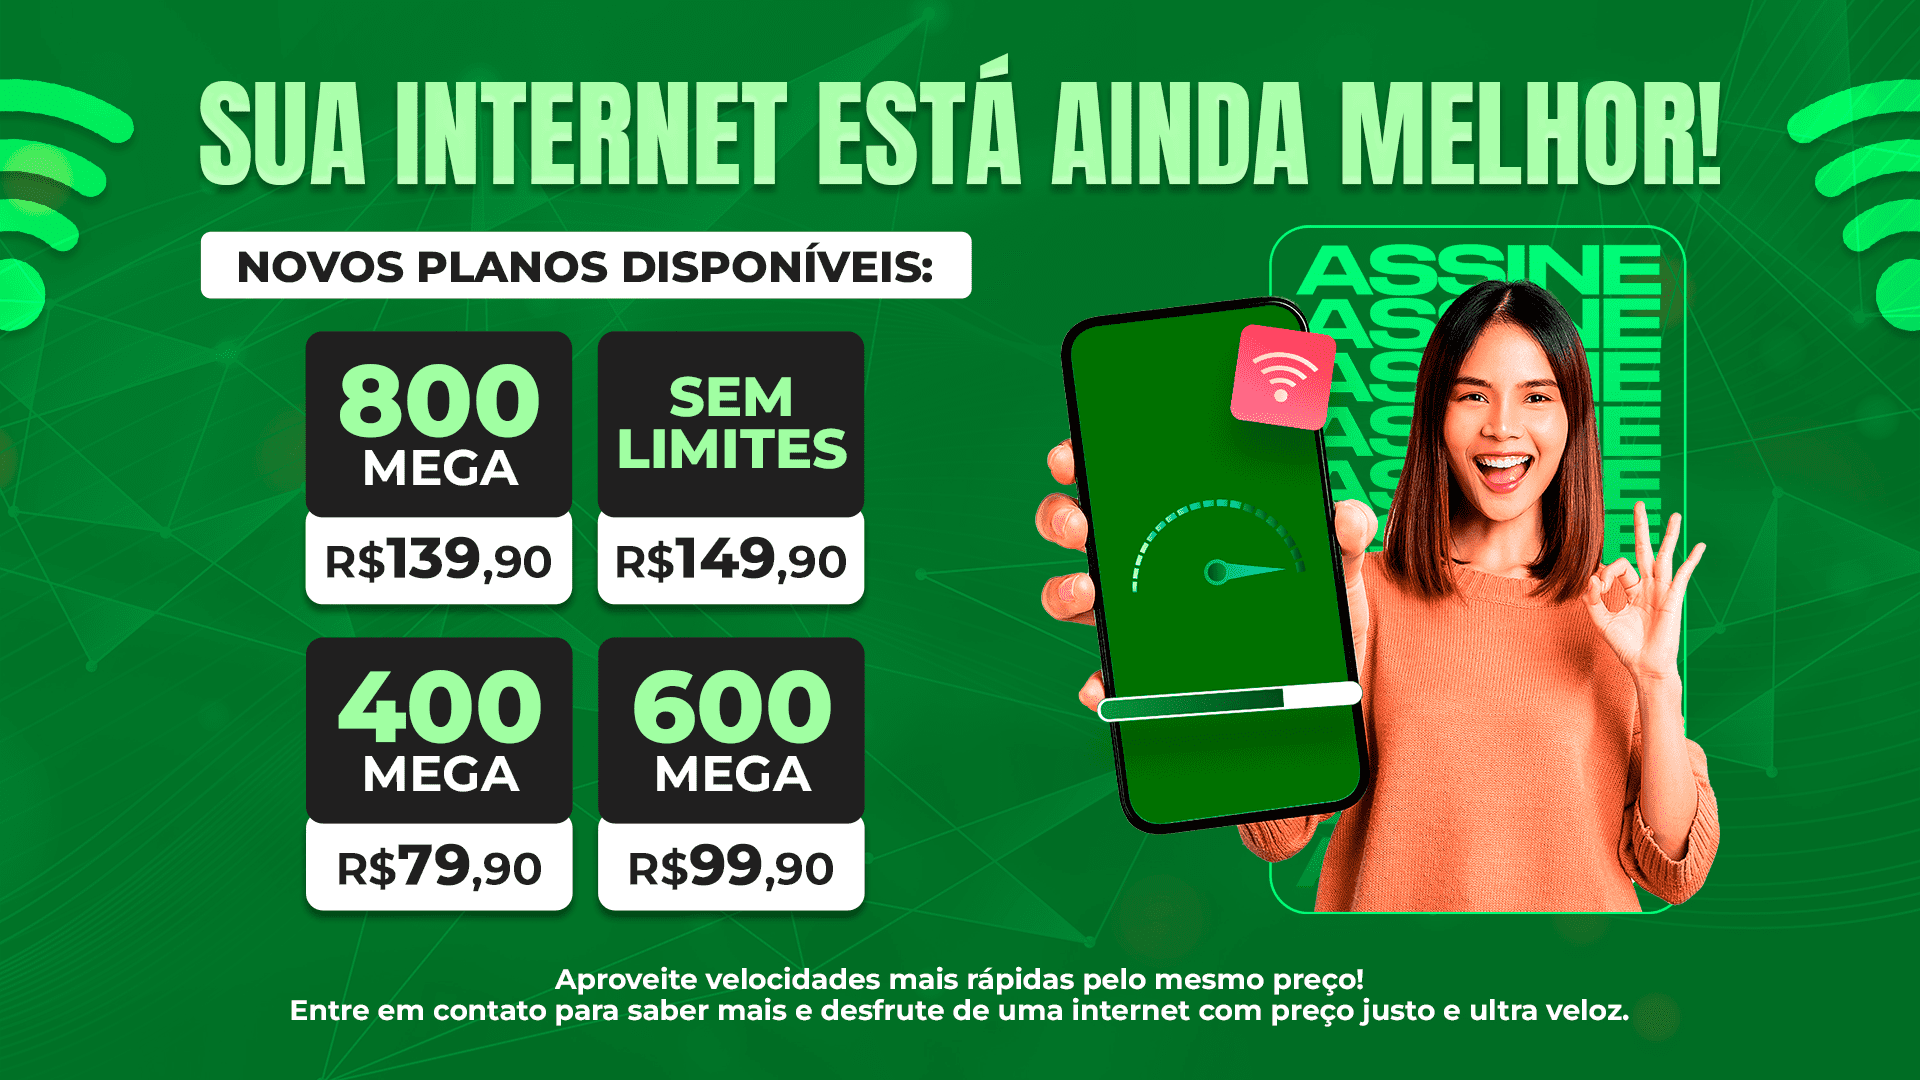 SUA INTERNET ESTÁ AINDA MELHOR!
NOVOS PLANOS DISPONÍVEIS:
800
MEGA
R$139,90
SEM
LIMITES
R$149,90
400
MEGA
R$79,90
600
MEGA
R$99,90
ASSINE
Aproveite velocidades mais rápidas pelo mesmo preço!
Entre em contato para saber mais e desfrute de uma internet com preço justo e ultra veloz.